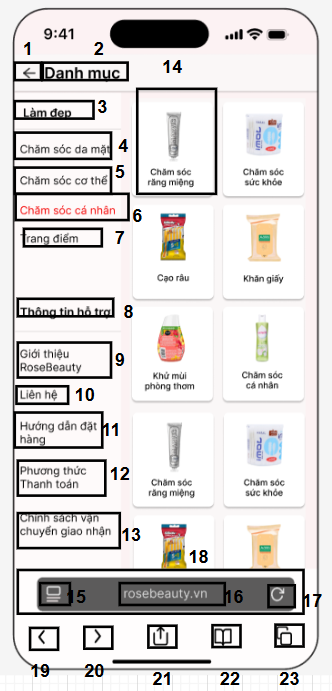 9:41
1
2
Danh mục
14
Làm đẹp
3
Chăm sóc da mặt
4
Chăm sóc cơ thể
5
Chăm sóc cá nhân
6
Trang điểm
7
Thông tin hỗ trợ
8
Giới thiệu
RoseBeauty
9
Liên hệ
10
Hướng dẫn đặt
hàng
11
Phương thức
Thanh toán
12
Chính sách vận
chuyển giao nhận
13
Chăm sóc
răng miệng
Chăm sóc
sức khỏe
Cạo râu
Khăn giấy
Khử mùi
phòng thơm
Chăm sóc
cá nhân
Chăm sóc
răng miệng
Chăm sóc
sức khỏe
18
15
rosebeauty.vn
16
17
19
20
21
22
23